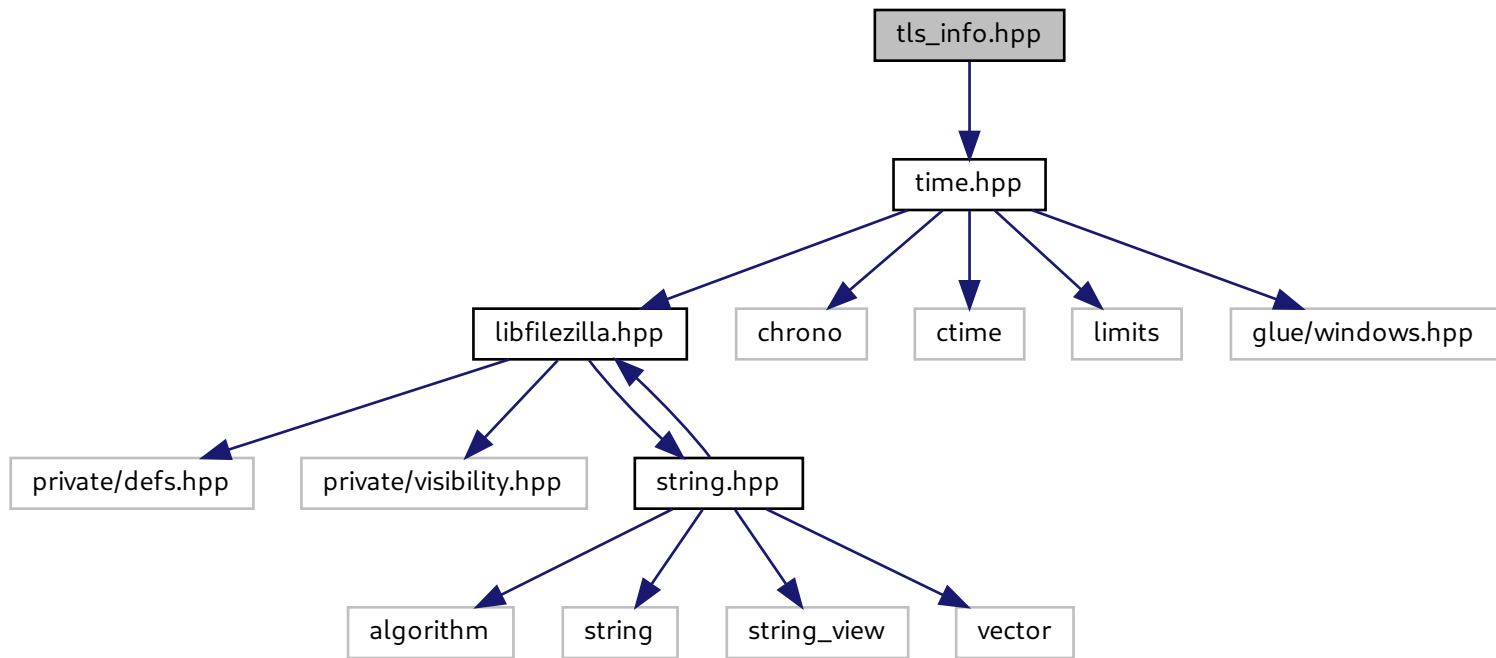 tls_info.hpp
time.hpp
libfilezilla.hpp
chrono
ctime
limits
glue/windows.hpp
private/defs.hpp
private/visibility.hpp
string.hpp
algorithm
string
string_view
vector